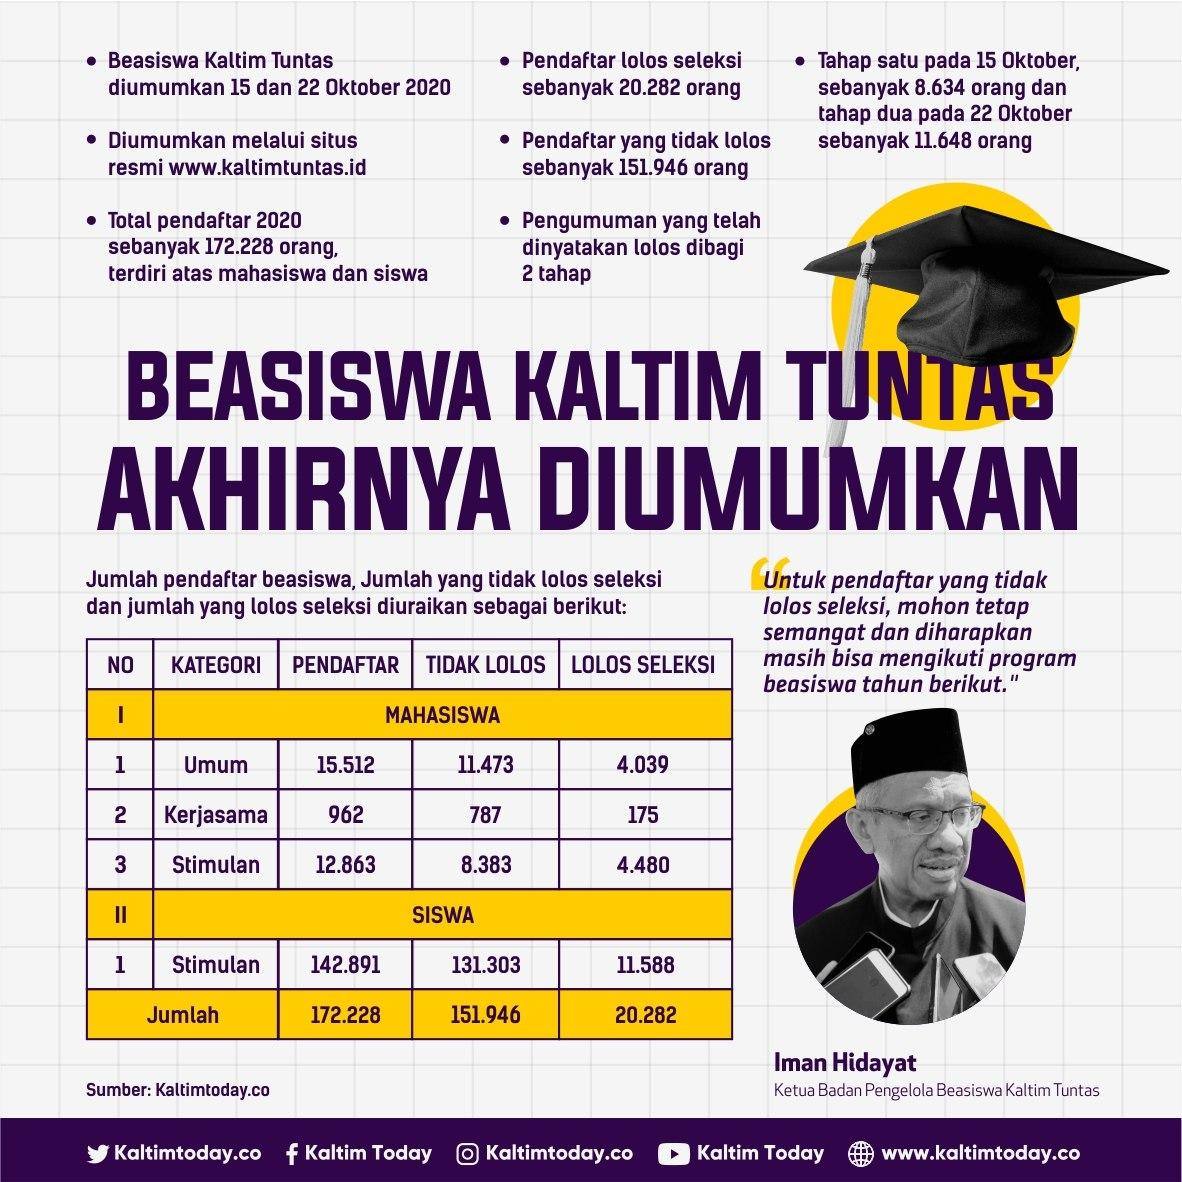 Beasiswa Kaltim Tuntas
diumumkan 15 dan 22 Oktober 2020
Diumumkan melalui situs
resmi www.kaltimtuntas.id
Total pendaftar 2020
sebanyak 172.228 orang,
terdiri atas mahasiswa dan siswa
Pendaftar lolos seleksi
sebanyak 20.282 orang
Pendaftar yang tidak lolos
sebanyak 151.946 orang
Pengumuman yang telah
dinyatakan lolos dibagi
2 tahap
Tahap satu pada 15 Oktober,
sebanyak 8.634 orang dan
tahap dua pada 22 Oktober
sebanyak 11.648 orang
BEASISWA KALTIM TUNTAS
AKHIRNYA DIUMUMKAN
Jumlah pendaftar beasiswa, Jumlah yang tidak lolos seleksi
dan jumlah yang lolos seleksi diuraikan sebagai berikut:
NO KATEGORI PENDAFTAR TIDAK LOLOS LOLOS SELEKSI
I MAHASISWA
1 Umum 15.512 11.473 4.039
2 Kerjasama 962 787 175
3 Stimulan 12.863 8.383 4.480
II SISWA
1 Stimulan 142.891 131.303 11.588
Jumlah 172.228 151.946 20.282
Sumber: Kaltimtoday.co
“Untuk pendaftar yang tidak
lolos seleksi, mohon tetap
semangat dan diharapkan
masih bisa mengikuti program
beasiswa tahun berikut."
Iman Hidayat
Ketua Badan Pengelola Beasiswa Kaltim Tuntas
Kaltimtoday.co Kaltim Today Kaltimtoday.co Kaltim Today www.kaltimtoday.co